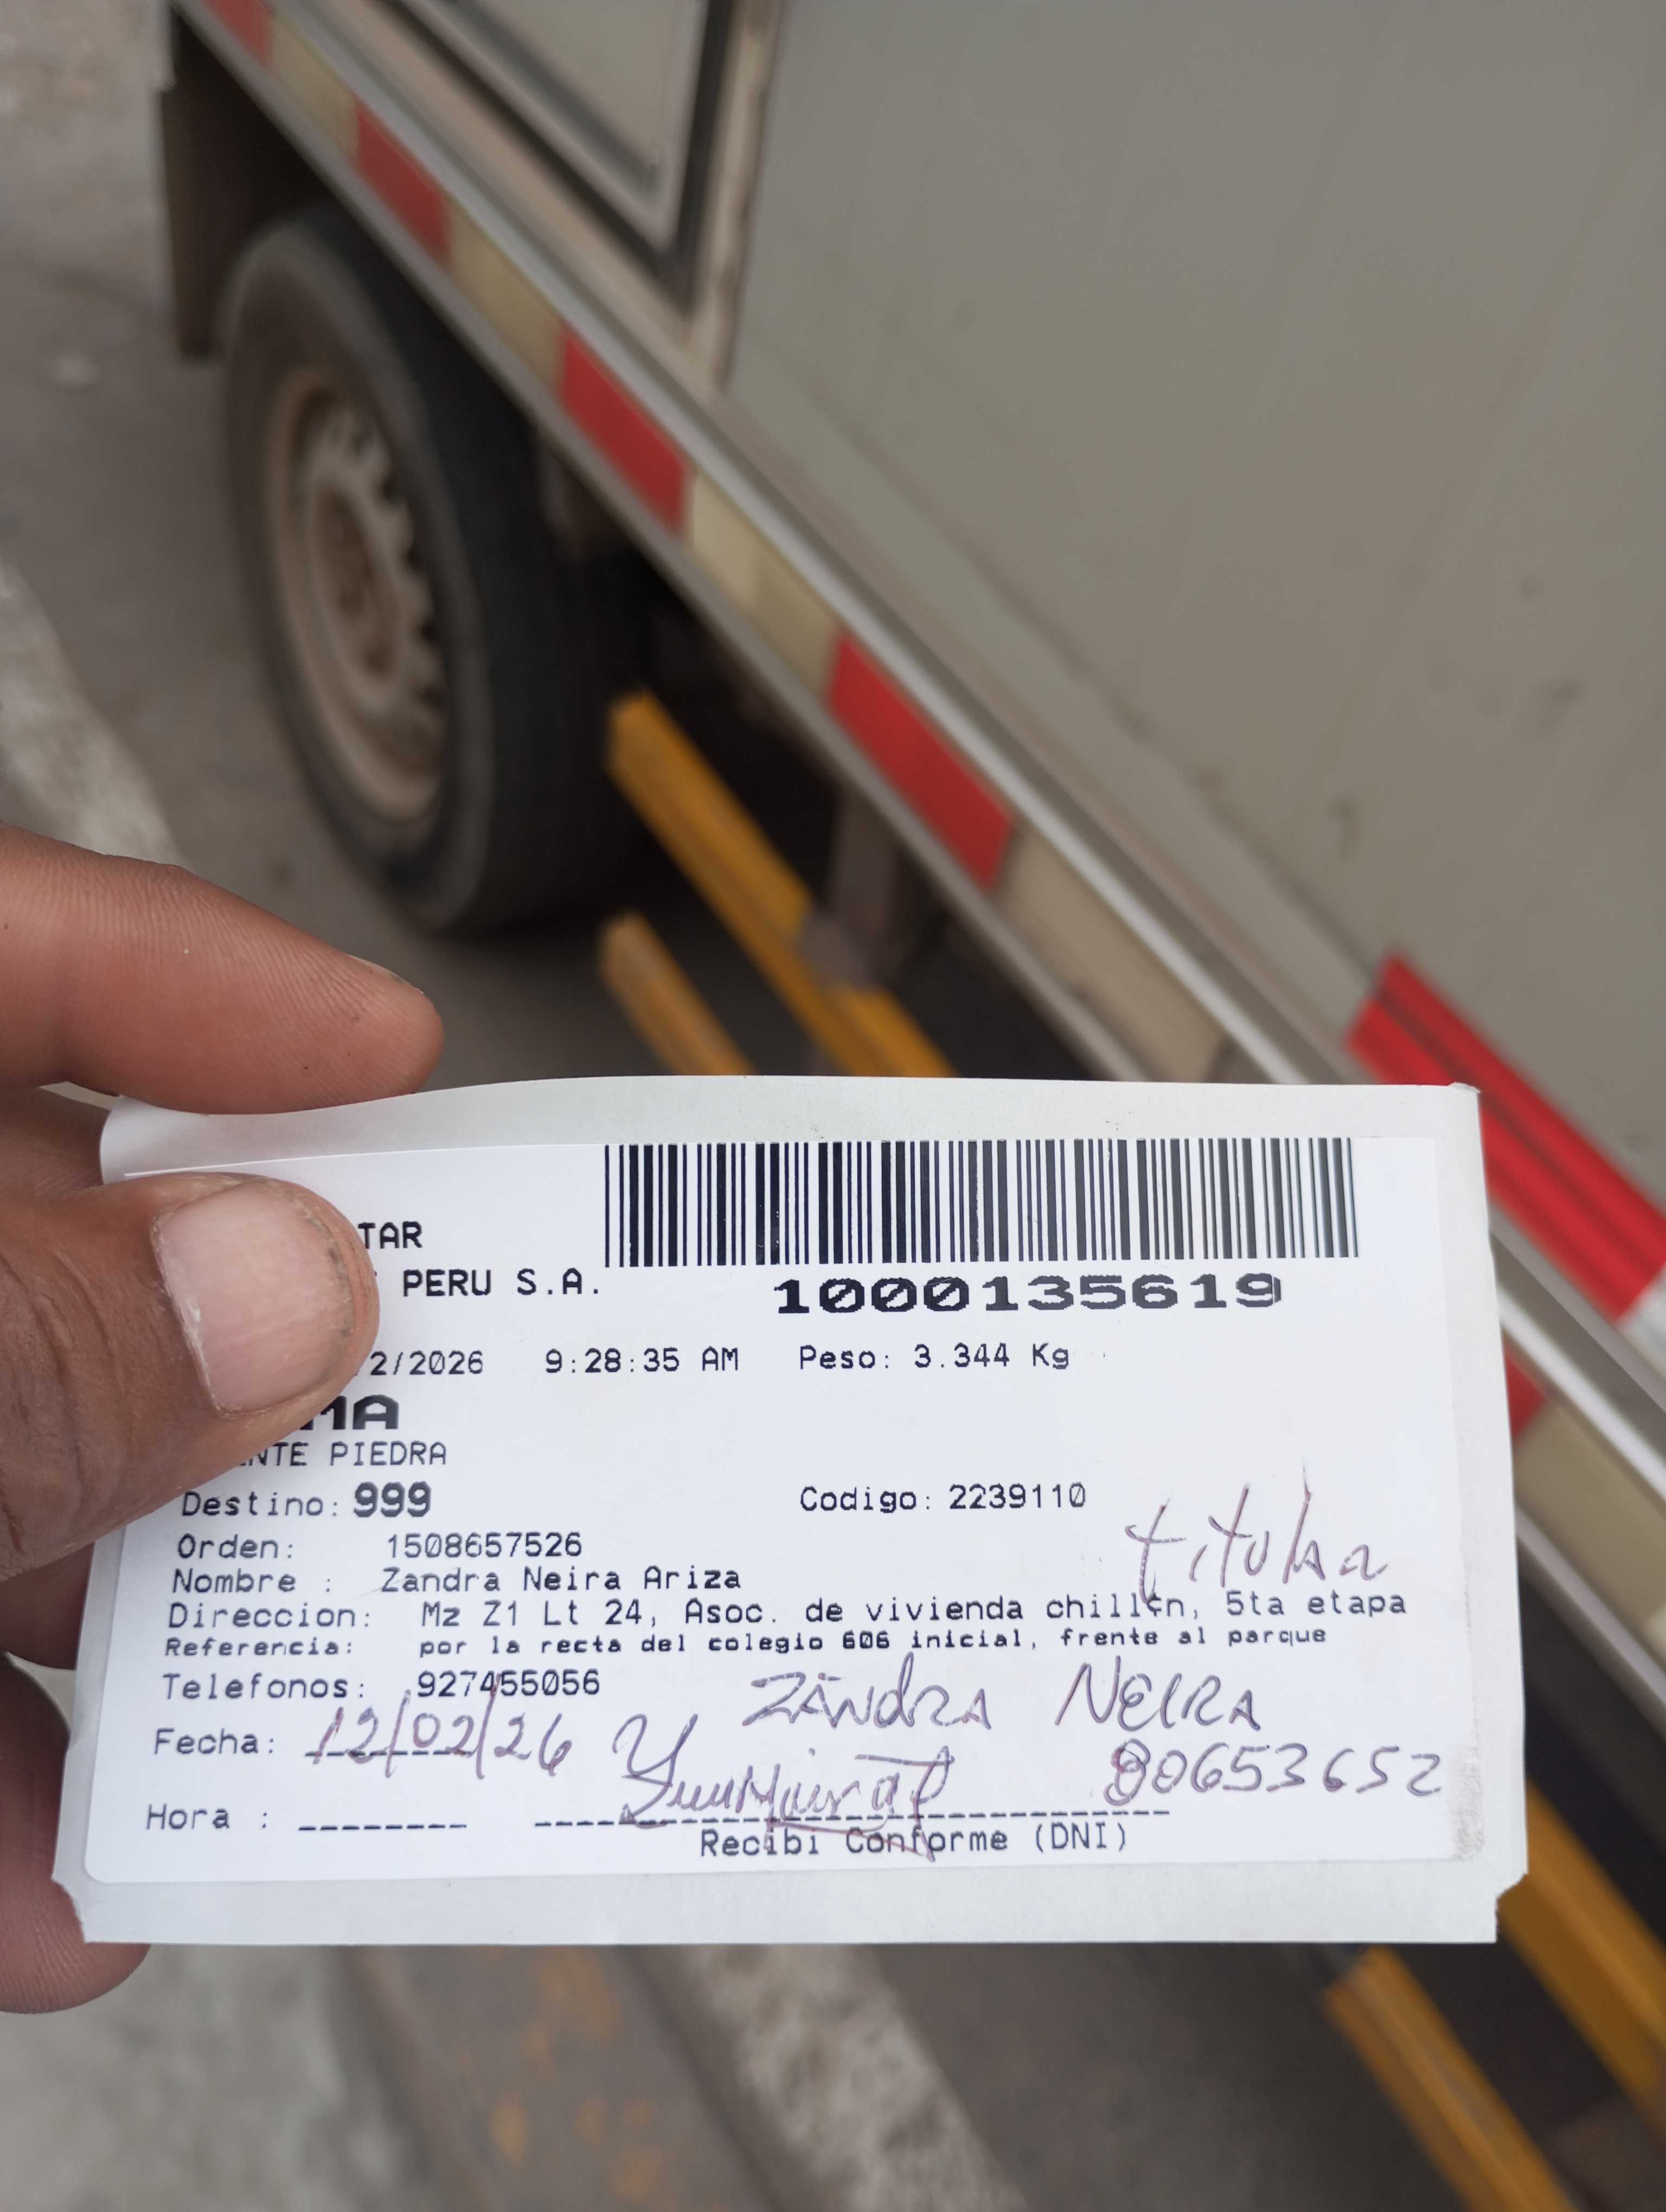 TAR
PERU S.A.
1000135619
2/2026 9:28:35 AM Peso: 3.344 Kg
MA
NTE PIEDRA
Destino: 999 Codigo: 2239110
Orden: 1508657526
titular
Nombre : Zandra Neira Ariza
Direccion: Mz Z1 Lt 24, Asoc. de vivienda chill¢n, 5ta etapa
Referencia: por la recta del colegio 606 inicial, frente al parque
Telefonos: 927455056
ZANdRA NEIRA
Fecha: 12/02/26
80653652
Hora :
Recibi Conforme (DNI)